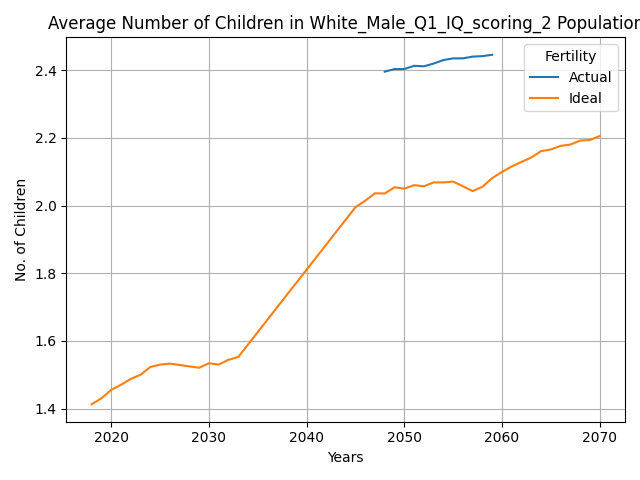 Average Number of Children in White_Male_Q1_IQ_scoring_2 Population
Fertility
Actual
Ideal
No. of Children
2.4
2.2
2.0
1.8
1.6
1.4
2020 2030 2040 2050 2060 2070
Years